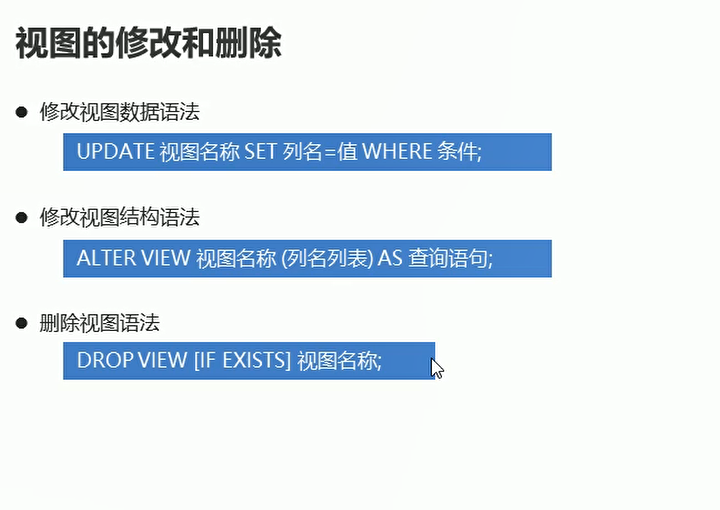 视图的修改和删除
修改视图数据语法
UPDATE 视图名称 SET 列名=值 WHERE 条件;
修改视图结构语法
ALTER VIEW 视图名称 (列名列表) AS 查询语句;
删除视图语法
DROP VIEW [IF EXISTS] 视图名称;